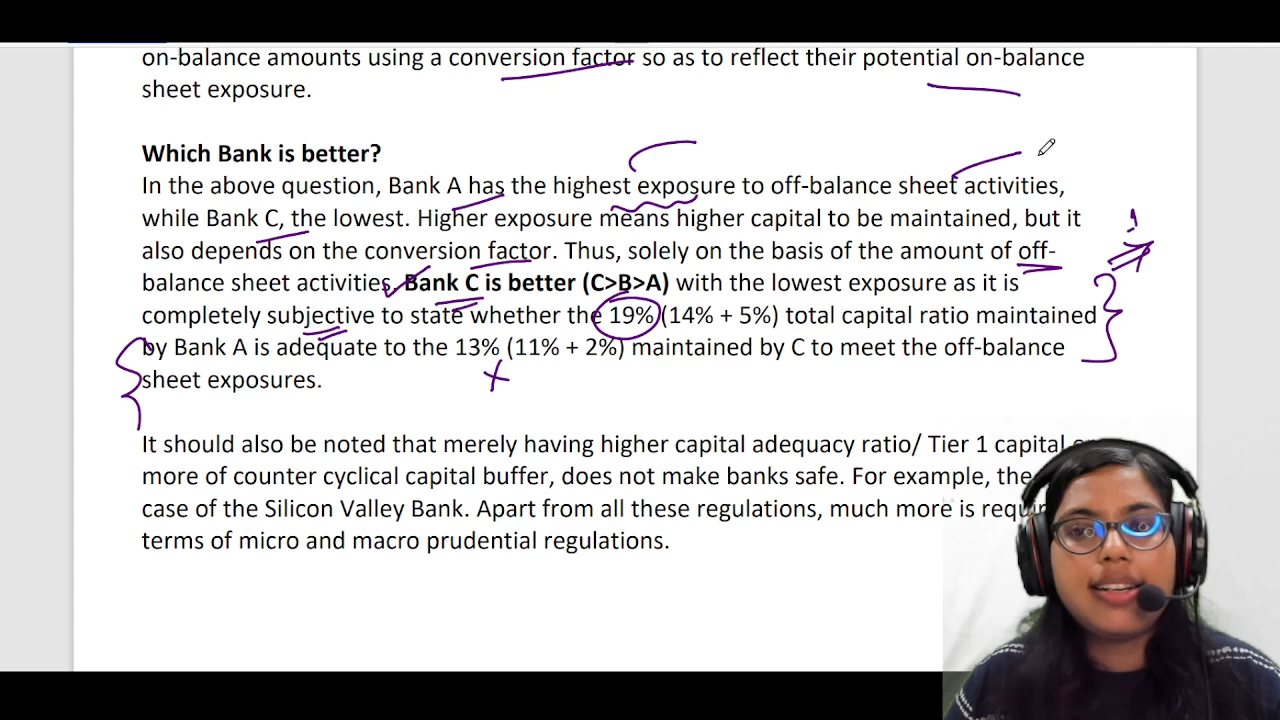 on-balance amounts using a conversion factor so as to reflect their potential on-balance
sheet exposure.
Which Bank is better?
In the above question, Bank A has the highest exposure to off-balance sheet activities,
while Bank C, the lowest. Higher exposure means higher capital to be maintained, but it
also depends on the conversion factor. Thus, solely on the basis of the amount of off-
balance sheet activities, Bank C is better (C>B>A) with the lowest exposure as it is
completely subjective to state whether the 19% (14% + 5%) total capital ratio maintained
by Bank A is adequate to the 13% (11% + 2%) maintained by C to meet the off-balance
sheet exposures.
It should also be noted that merely having higher capital adequacy ratio/ Tier 1 capital
more of counter cyclical capital buffer, does not make banks safe. For example, the
case of the Silicon Valley Bank. Apart from all these regulations, much more is
terms of micro and macro prudential regulations.